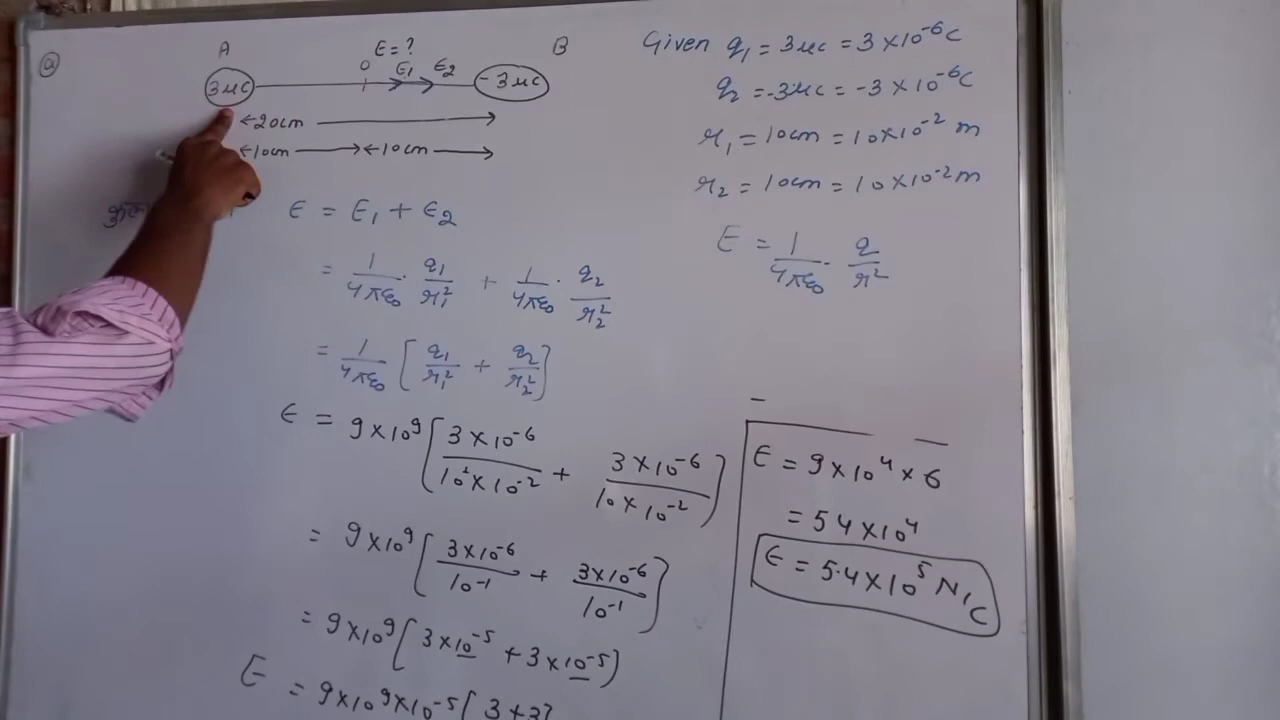 Q
A E = ? B
3μC O E₁ E₂ -3μC
←20cm →
←10cm →←10cm →
E = E₁ + E₂
= 1/4πε₀ · q₁/r₁² + 1/4πε₀ · q₂/r₂²
= 1/4πε₀ [q₁/r₁² + q₂/r₂²]
E = 9×10⁹ [3×10⁻⁶/10²×10⁻² + 3×10⁻⁶/10×10⁻²]
= 9×10⁹ [3×10⁻⁶/10⁻¹ + 3×10⁻⁶/10⁻¹]
= 9×10⁹ [3×10⁻⁵ + 3×10⁻⁵]
E = 9×10⁹×10⁻⁵ [3+3]
Given q₁ = 3μC = 3×10⁻⁶C
q₂ = -3μC = -3×10⁻⁶C
r₁ = 10cm = 10×10⁻² m
r₂ = 10cm = 10×10⁻² m
E = 1/4πε₀ · q/r²
E = 9×10⁴×6
= 54×10⁴
E = 5.4×10⁵ N/C